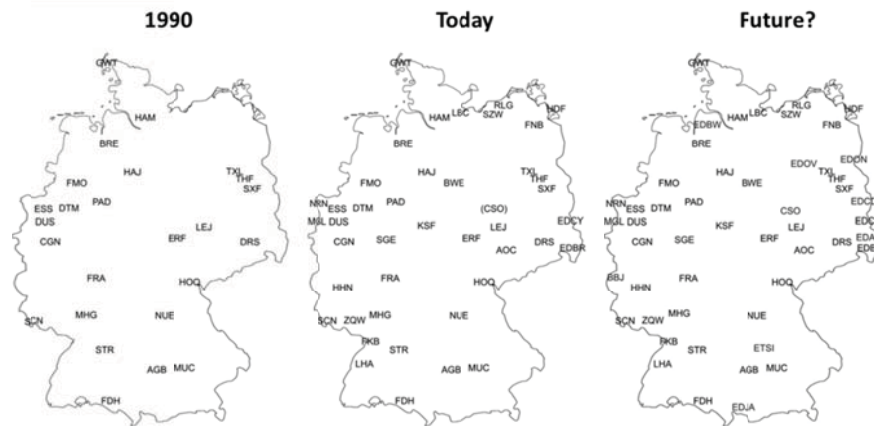 1990
GWT
HAM
BRE
HAJ
TXL
THF
SXF
FMO
PAD
ESS DTM
DUS
LEJ
CGN
ERF
DRS
FRA
HOQ
MHG
NUE
SCN
STR
AGB MUC
FDH
Today
GWT
HAM
LBC
RLG
SZW
HDF
FNB
BRE
HAJ
TXL
THF
SXF
FMO
BWE
NRN
PAD
ESS DTM
(CSO)
MGL DUS
KSF
LEJ
EDCY
CGN
SGE
ERF
AOC
DRS
EDBR
FRA
HOQ
HHN
SCN ZQW MHG
NUE
FKB
STR
LHA
AGB MUC
FDH
Future?
GWT
HAM
LBC
RLG
SZW
HDF
EDBW
FNB
BRE
HAJ
EDOV
EDON
TXL
THF
SXF
FMO
BWE
NRN
PAD
ESS DTM
CSO
MGL DUS
KSF
LEJ
CGN
SGE
ERF
AOC
DRS
BBJ
FRA
HOQ
HHN
SCN ZQW MHG
NUE
FKB
STR
ETSI
LHA
AGB MUC
FDH
EDJA